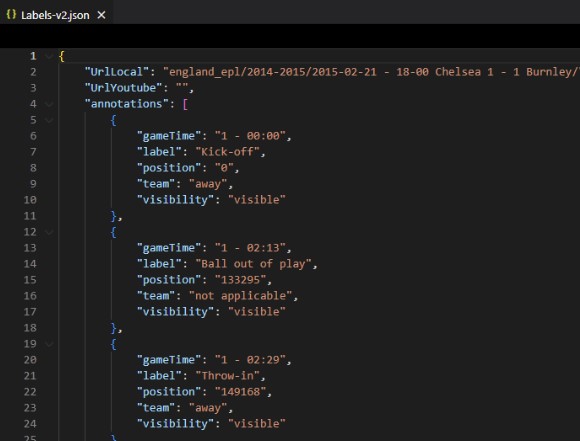 {} Labels-v2.json ×
1 {
2 "UrlLocal": "england_epl/2014-2015/2015-02-21 - 18-00 Chelsea 1 - 1 Burnley/
3 "UrlYoutube": "",
4 "annotations": [
5 {
6 "gameTime": "1 - 00:00",
7 "label": "Kick-off",
8 "position": "0",
9 "team": "away",
10 "visibility": "visible"
11 },
12 {
13 "gameTime": "1 - 02:13",
14 "label": "Ball out of play",
15 "position": "133295",
16 "team": "not applicable",
17 "visibility": "visible"
18 },
19 {
20 "gameTime": "1 - 02:29",
21 "label": "Throw-in",
22 "position": "149168",
23 "team": "away",
24 "visibility": "visible"
25